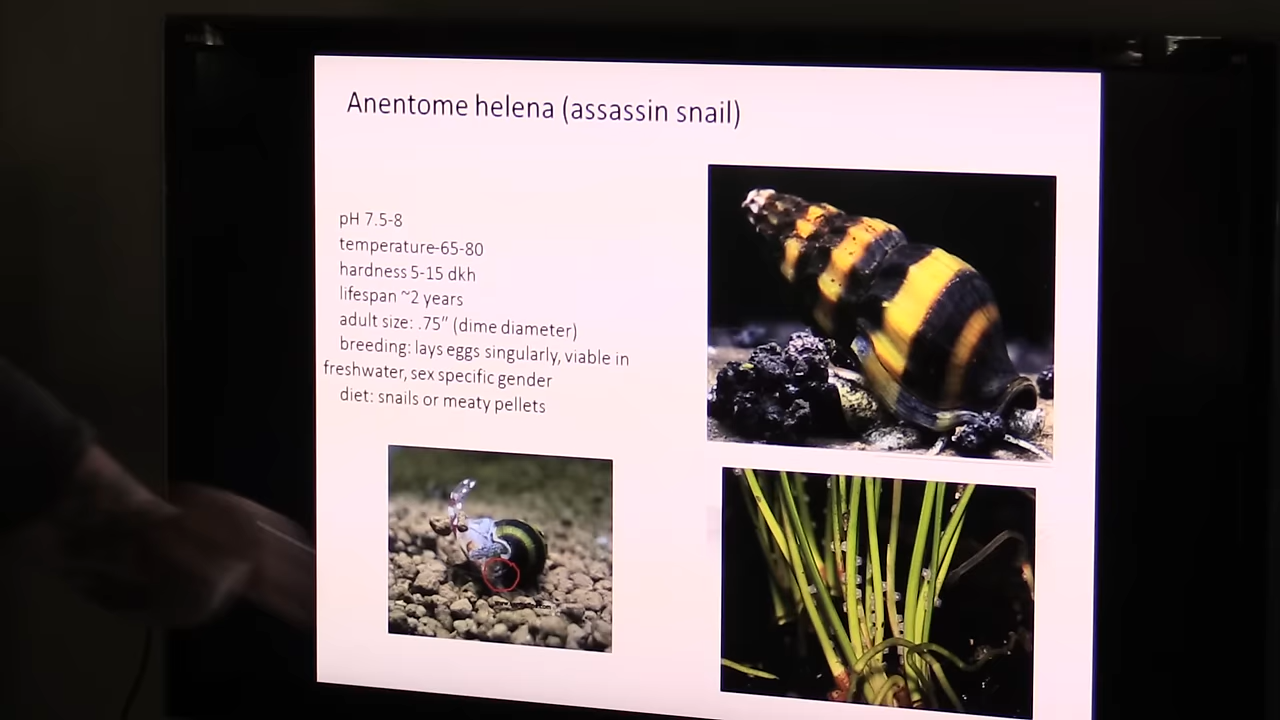 Anentome helena (assassin snail)
pH 7.5-8
temperature-65-80
hardness 5-15 dkh
lifespan ~2 years
adult size: .75” (dime diameter)
breeding: lays eggs singularly, viable in
freshwater, sex specific gender
diet: snails or meaty pellets